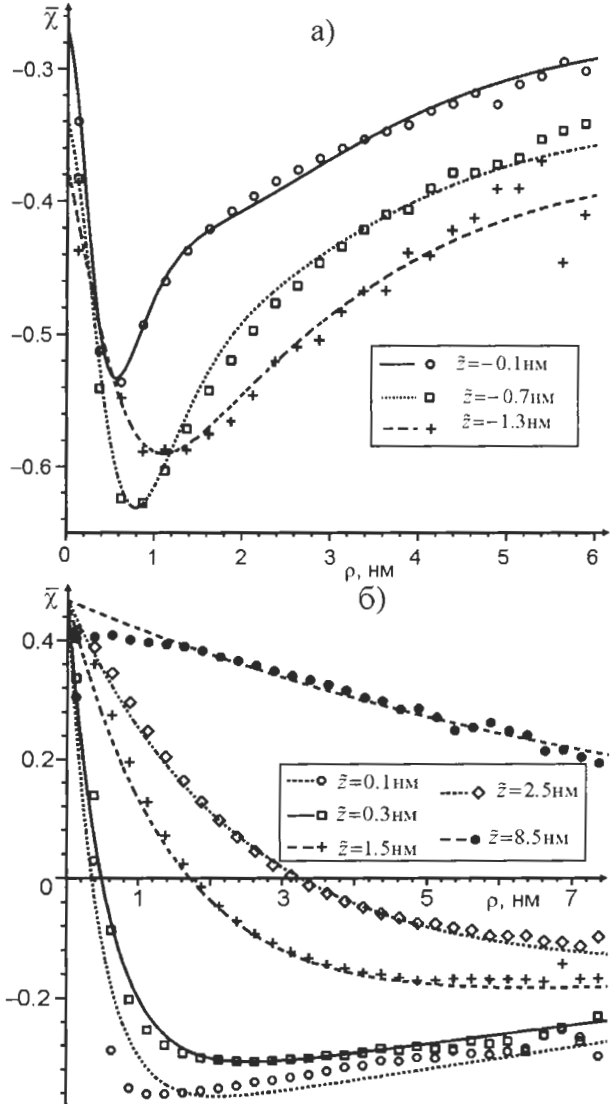 χ̅
а)
−0.3
−0.4
−0.5
−0.6
z̃=−0.1нм
z̃=−0.7нм
z̃=−1.3нм
0 1 2 3 4 5 6
ρ, нм
χ̅
б)
0.4
0.2
0
−0.2
z̃=0.1нм
z̃=0.3нм
z̃=1.5нм
z̃=2.5нм
z̃=8.5нм
1 3 5 7
ρ, нм